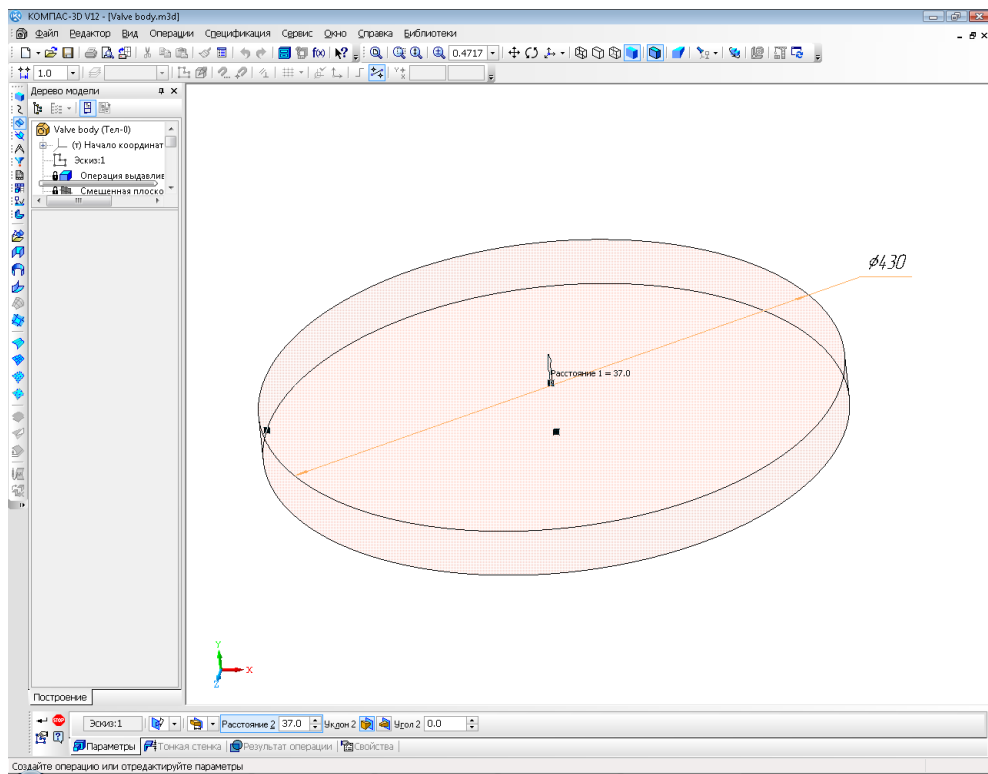 КОМПАС-3D V12 - [Valve body.m3d]
Файл Редактор Вид Операции Спецификация Сервис Окно Справка Библиотеки
0.4717
1.0
Дерево модели
Valve body (Тел-0)
(т) Начало координат
Эскиз:1
Операция выдавлив
Смещенная плоско
ϕ430
Расстояние 1 = 37.0
Y
X
Z
Построение
STOP Эскиз:1 Расстояние 2 37.0 Уклон 2 Угол 2 0.0
Параметры Тонкая стенка Результат операции Свойства
Создайте операцию или отредактируйте параметры